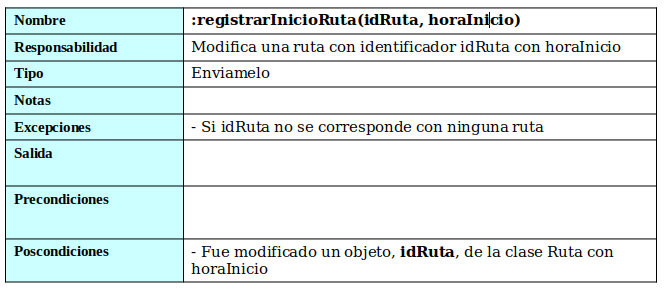 Nombre :registrarInicioRuta(idRuta, horaInicio)
Responsabilidad Modifica una ruta con identificador idRuta con horaInicio
Tipo Enviamelo
Notas
Excepciones - Si idRuta no se corresponde con ninguna ruta
Salida
Precondiciones
Poscondiciones - Fue modificado un objeto, idRuta, de la clase Ruta con
horaInicio